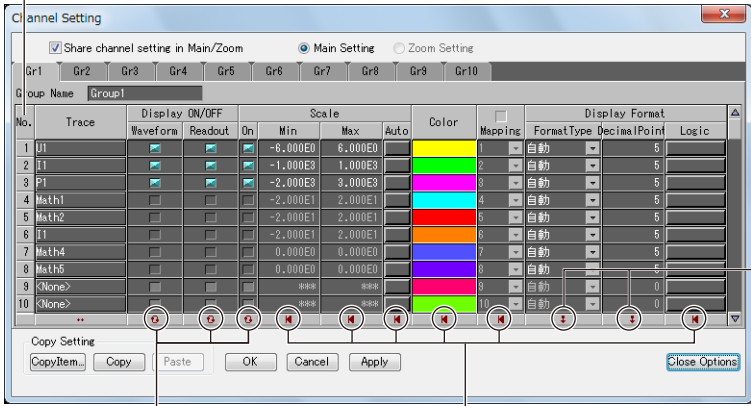 Channel Setting
Share channel setting in Main/Zoom Main Setting Zoom Setting
Gr1 Gr2 Gr3 Gr4 Gr5 Gr6 Gr7 Gr8 Gr9 Gr10
Group Name Group1
No. Trace Display ON/OFF Scale Color Mapping Display Format
Waveform Readout On Min Max Auto FormatType DecimalPoint Logic
1 U1 -6.000E0 6.000E0 1 自動 5
2 I1 -1.000E3 1.000E3 2 自動 5
3 P1 -2.000E3 3.000E3 3 自動 5
4 Math1 -2.000E1 2.000E1 4 自動 5
5 Math2 -2.000E1 2.000E1 5 自動 5
6 I1 -2.000E1 2.000E1 6 自動 5
7 Math4 0.000E0 0.000E0 7 自動 5
8 Math5 0.000E0 0.000E0 8 自動 5
9 <None> *** *** 9 自動 0
10 <None> *** *** 10 自動 0
Copy Setting
CopyItem... Copy Paste OK Cancel Apply Close Options